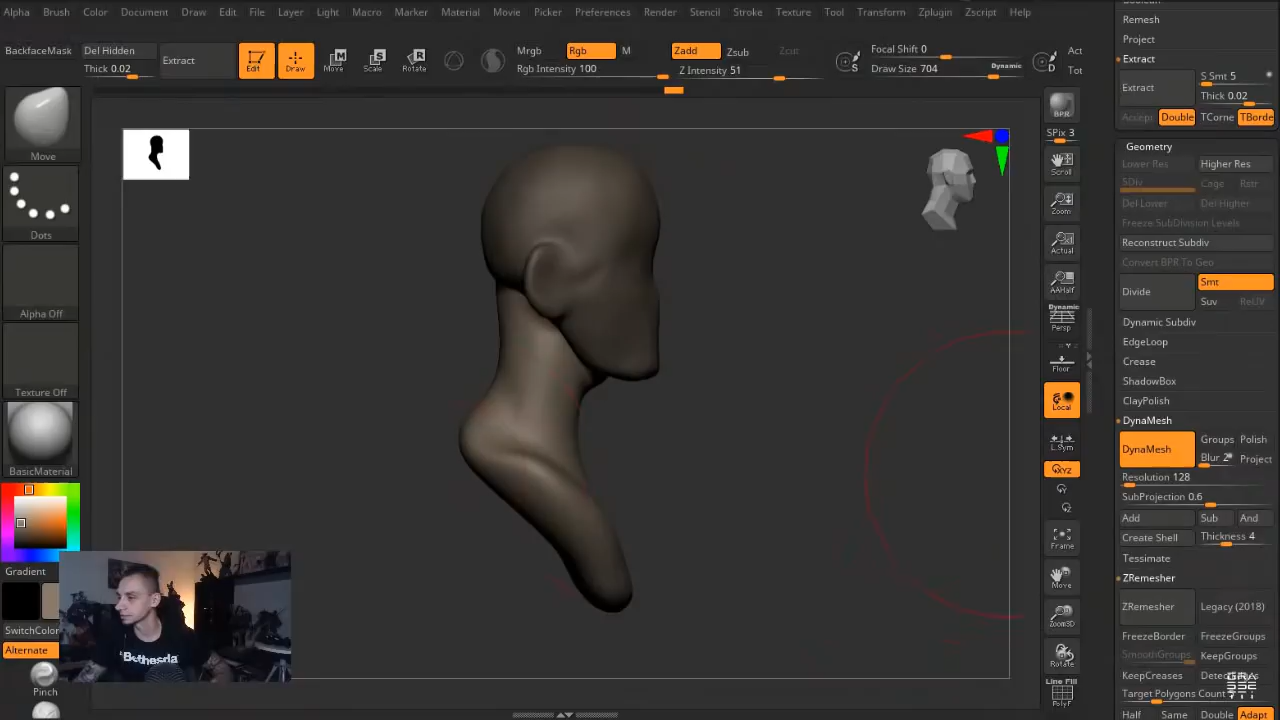 Alpha Brush Color Document Draw Edit File Layer Light Macro Marker Material Movie Picker Preferences Render Stencil Stroke Texture Tool Transform Zplugin Zscript Help
BackfaceMask Del Hidden
Thick 0.02
Extract
Edit Draw Move Scale Rotate
Mrgb Rgb M
Rgb Intensity 100
Zadd Zsub Zcut
Z Intensity 51
S
Focal Shift 0
Draw Size 704 Dynamic
D
Act
Tot
Move
Dots
Alpha Off
Texture Off
BasicMaterial
Gradient
SwitchColor
Alternate
Pinch
Bethesda
BPR
SPix 3
Scroll
Zoom
Actual
AAHalf
Dynamic
Persp
Floor
Local
L.Sym
XYZ
Y
Z
Frame
Move
Zoom3D
Rotate
Line Fill
PolyF
Remesh
Project
Extract
Extract S Smt 5
Thick 0.02
Accept Double TCorne TBorde
Geometry
Lower Res Higher Res
SDiv Cage Rstr
Del Lower Del Higher
Freeze SubDivision Levels
Reconstruct Subdiv
Convert BPR To Geo
Divide Smt
Suv ReUV
Dynamic Subdiv
EdgeLoop
Crease
ShadowBox
ClayPolish
DynaMesh
DynaMesh Groups Polish
Blur 2 Project
Resolution 128
SubProjection 0.6
Add Sub And
Create Shell Thickness 4
Tessimate
ZRemesher
ZRemesher Legacy (2018)
FreezeBorder FreezeGroups
SmoothGroups KeepGroups
KeepCreases
Target Polygons Count
Half Same Double Adapt